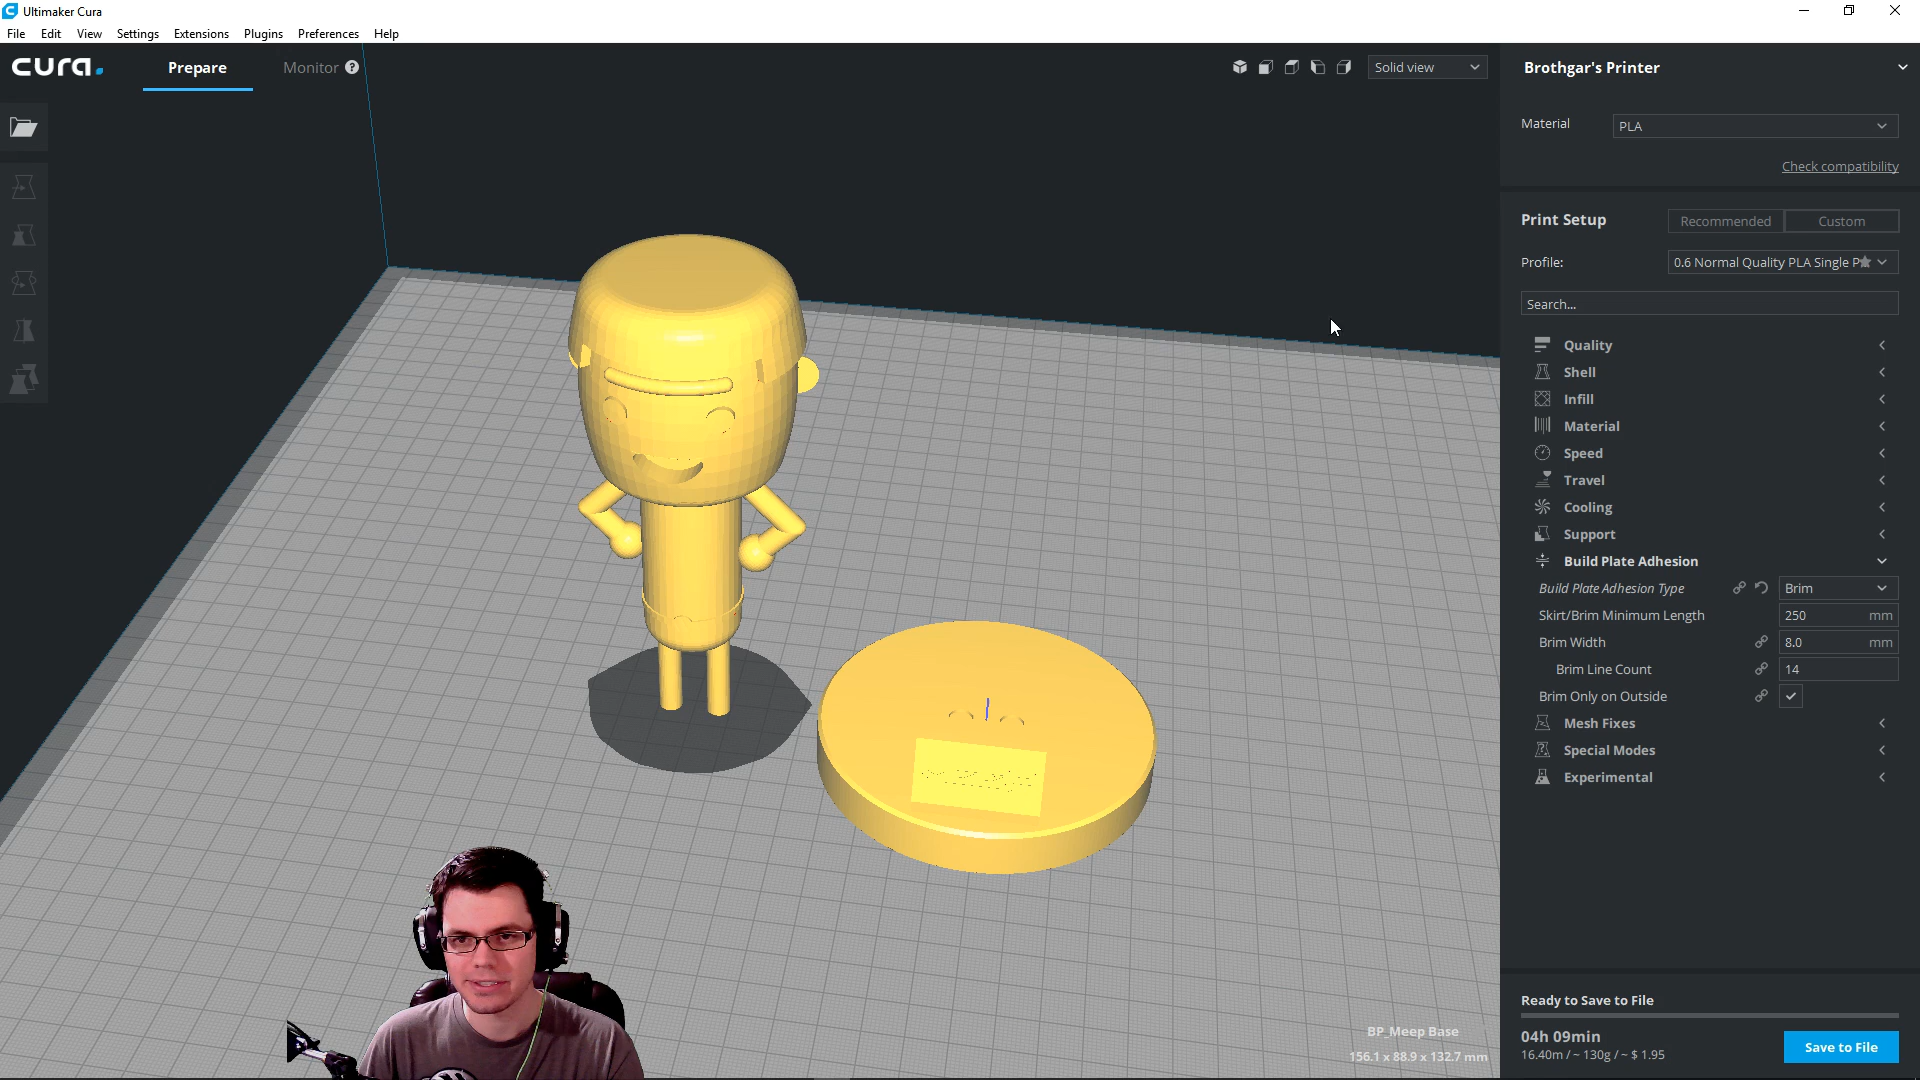 Ultimaker Cura
File Edit View Settings Extensions Plugins Preferences Help
cura. Prepare Monitor ? Solid view
Brothgar's Printer
Material PLA
Check compatibility
Print Setup Recommended Custom
Profile: 0.6 Normal Quality PLA Single P
Search...
Quality
Shell
Infill
Material
Speed
Travel
Cooling
Support
Build Plate Adhesion
Build Plate Adhesion Type Brim
Skirt/Brim Minimum Length 250 mm
Brim Width 8.0 mm
Brim Line Count 14
Brim Only on Outside
Mesh Fixes
Special Modes
Experimental
BP_Meep Base
156.1 x 88.9 x 132.7 mm
Ready to Save to File
04h 09min
16.40m / ~ 130g / ~ $ 1.95
Save to File